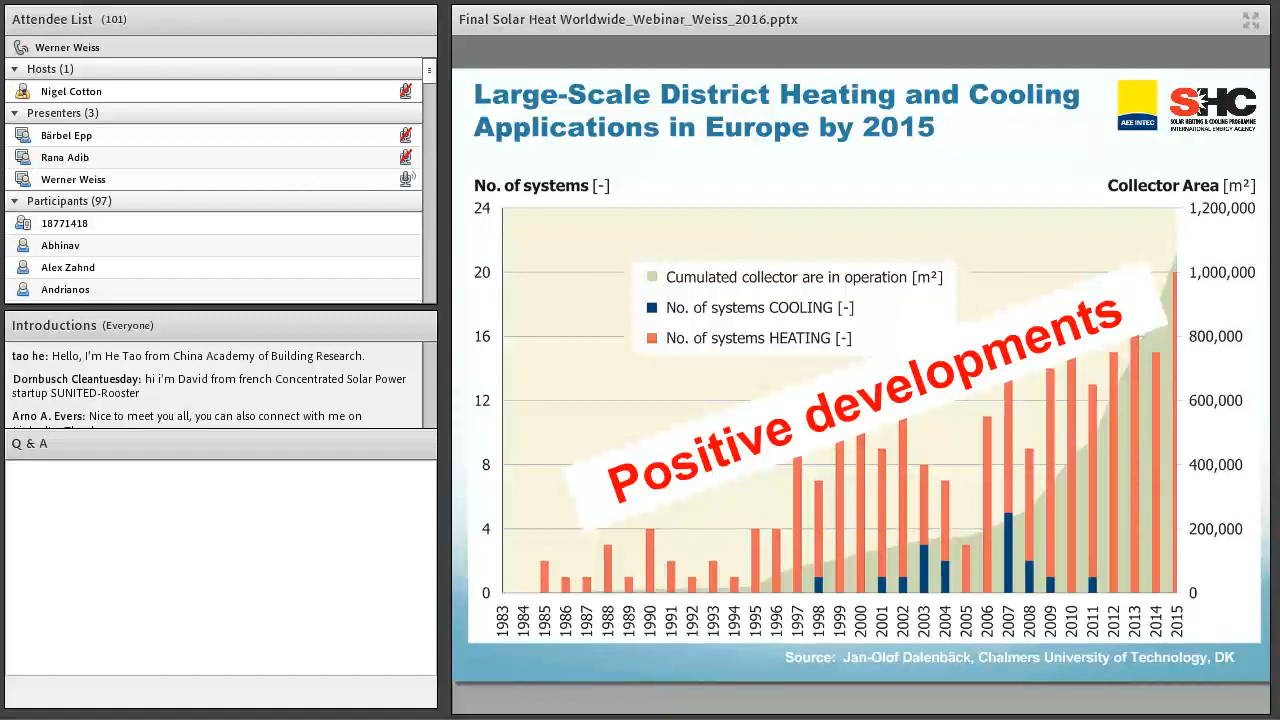 Attendee List (101)
Werner Weiss
Hosts (1)
Nigel Cotton
Presenters (3)
Bärbel Epp
Rana Adib
Werner Weiss
Participants (97)
18771418
Abhinav
Alex Zahnd
Andrianos
Introductions (Everyone)
tao he: Hello, I'm He Tao from China Academy of Building Research.
Dornbusch Cleantuesday: hi i'm David from french Concentrated Solar Power
startup SUNITED-Rooster
Arno A. Evers: Nice to meet you all, you can also connect with me on
Q & A
Final Solar Heat Worldwide_Webinar_Weiss_2016.pptx
Large-Scale District Heating and Cooling
Applications in Europe by 2015
AEE INTEC
SHC
SOLAR HEATING & COOLING PROGRAMME
INTERNATIONAL ENERGY AGENCY
No. of systems [-]
Collector Area [m²]
24
20
16
12
8
4
0
1,200,000
1,000,000
800,000
600,000
400,000
200,000
0
Cumulated collector are in operation [m²]
No. of systems COOLING [-]
No. of systems HEATING [-]
Positive developments
1983
1984
1985
1986
1987
1988
1989
1990
1991
1992
1993
1994
1995
1996
1997
1998
1999
2000
2001
2002
2003
2004
2005
2006
2007
2008
2009
2010
2011
2012
2013
2014
2015
Source: Jan-Olof Dalenbäck, Chalmers University of Technology, DK